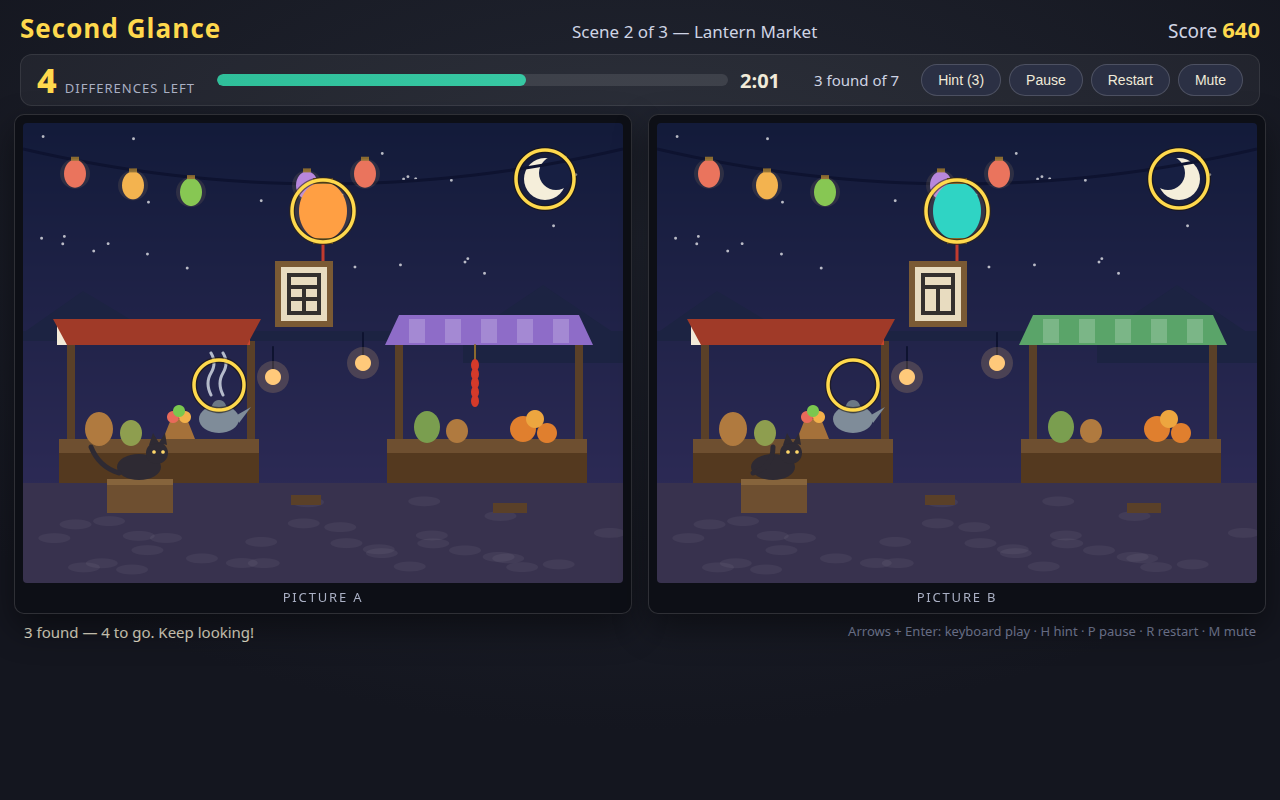 Second Glance
Scene 2 of 3 — Lantern Market
Score 640
4 DIFFERENCES LEFT
2:01
3 found of 7
Hint (3)
Pause
Restart
Mute
PICTURE A
PICTURE B
3 found — 4 to go. Keep looking!
Arrows + Enter: keyboard play · H hint · P pause · R restart · M mute